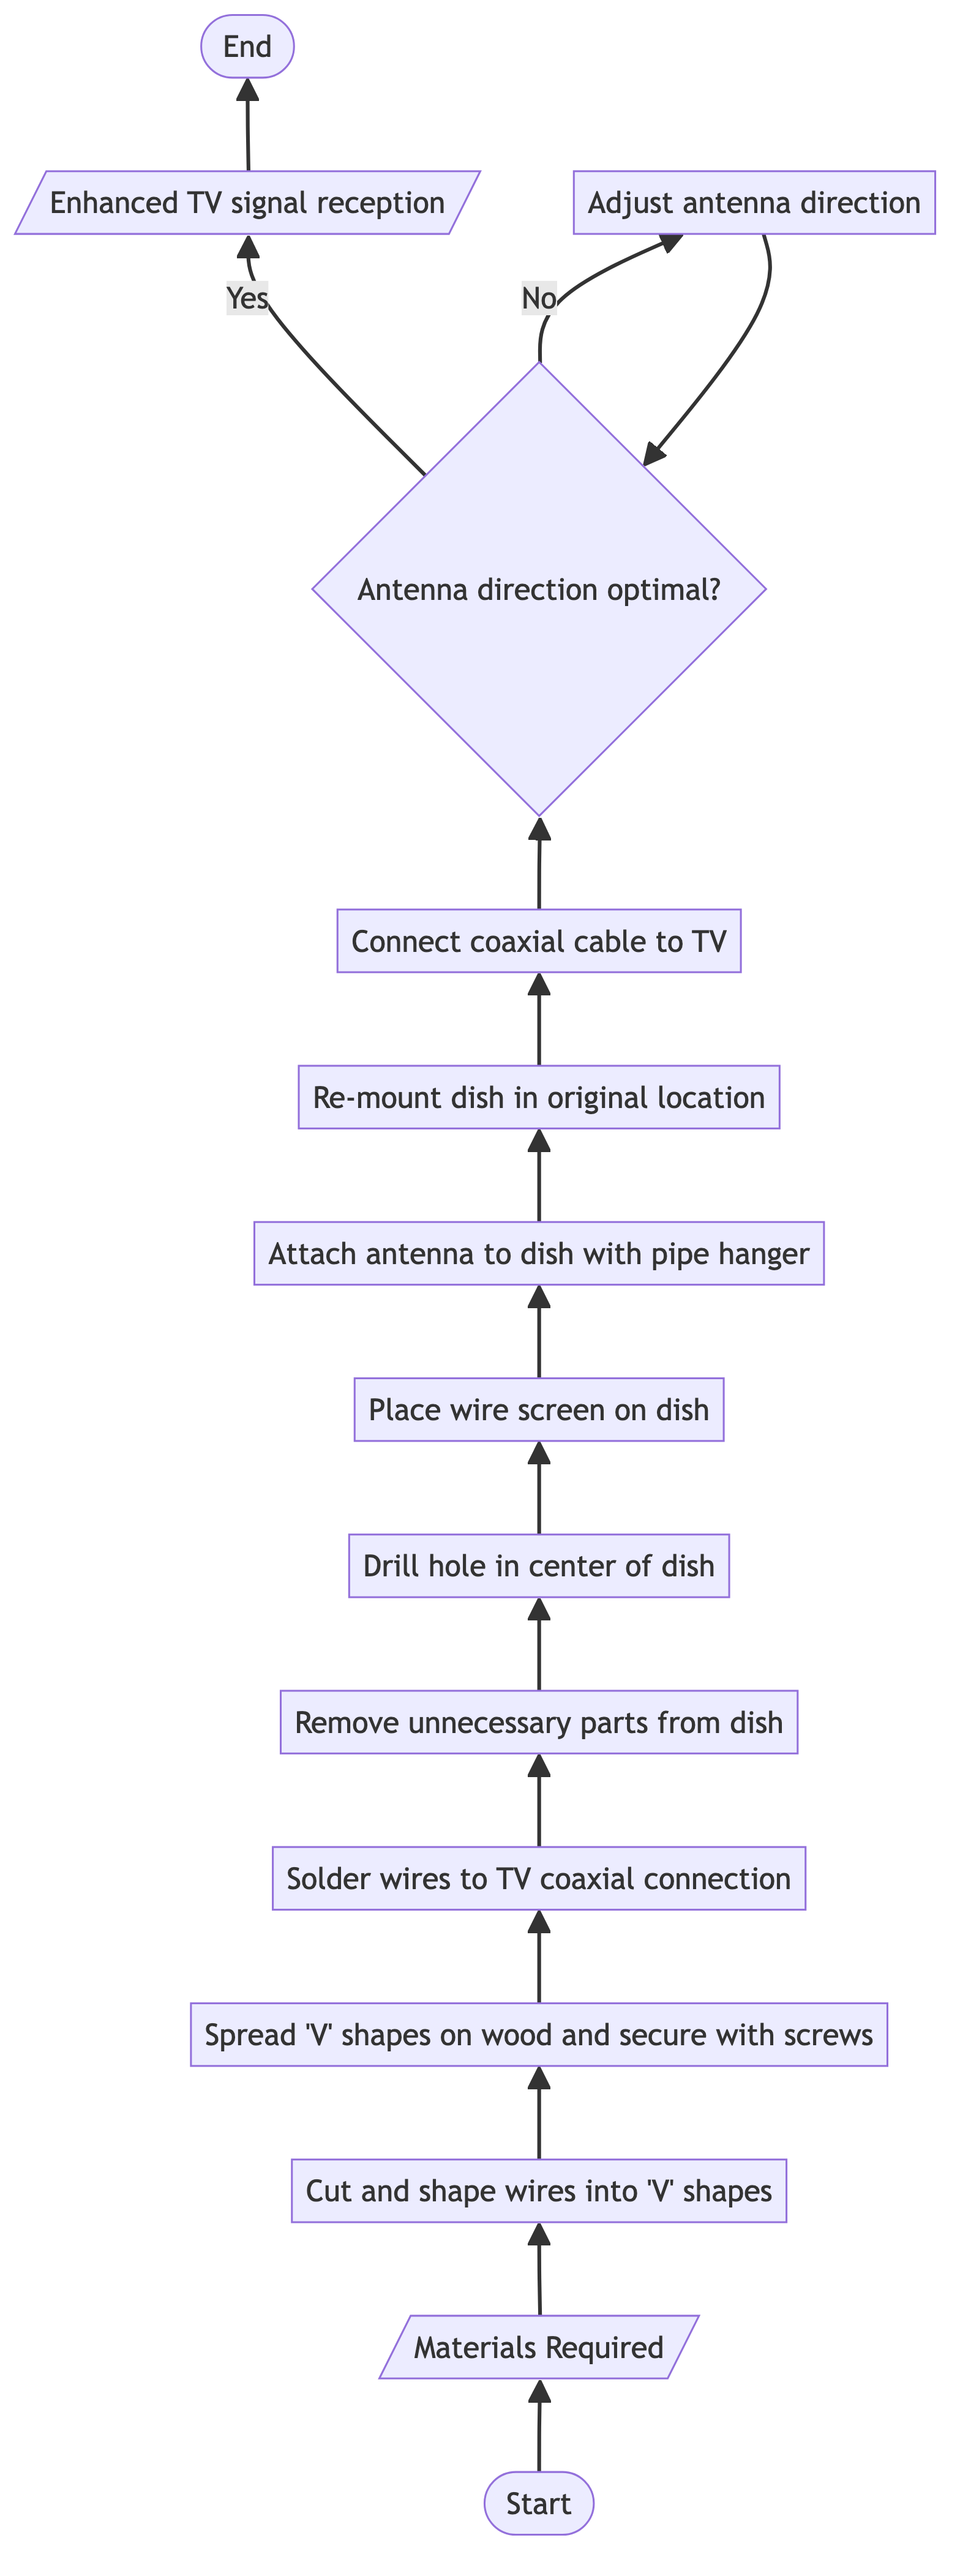 End
Enhanced TV signal reception
Adjust antenna direction
Yes
No
Antenna direction optimal?
Connect coaxial cable to TV
Re-mount dish in original location
Attach antenna to dish with pipe hanger
Place wire screen on dish
Drill hole in center of dish
Remove unnecessary parts from dish
Solder wires to TV coaxial connection
Spread 'V' shapes on wood and secure with screws
Cut and shape wires into 'V' shapes
Materials Required
Start